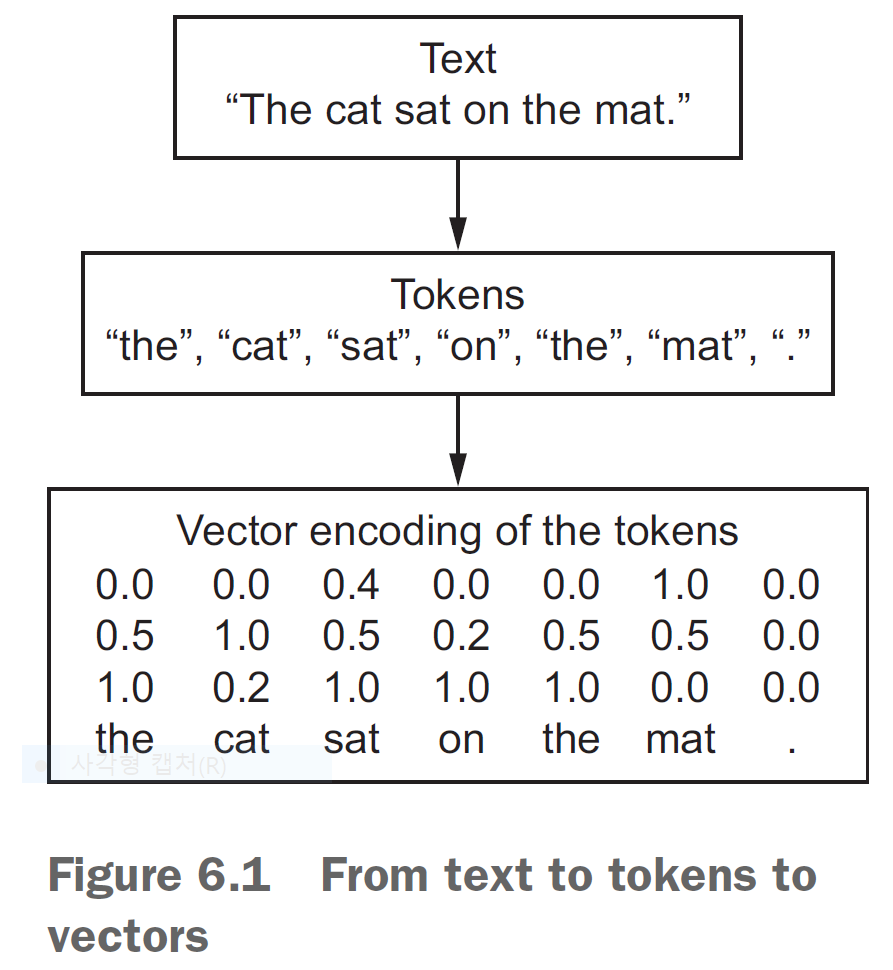 Text
“The cat sat on the mat.”
Tokens
“the”, “cat”, “sat”, “on”, “the”, “mat”, “.”
Vector encoding of the tokens
0.0 0.0 0.4 0.0 0.0 1.0 0.0
0.5 1.0 0.5 0.2 0.5 0.5 0.0
1.0 0.2 1.0 1.0 1.0 0.0 0.0
the cat sat on the mat .
사각형 캡처(R)
Figure 6.1 From text to tokens to
vectors